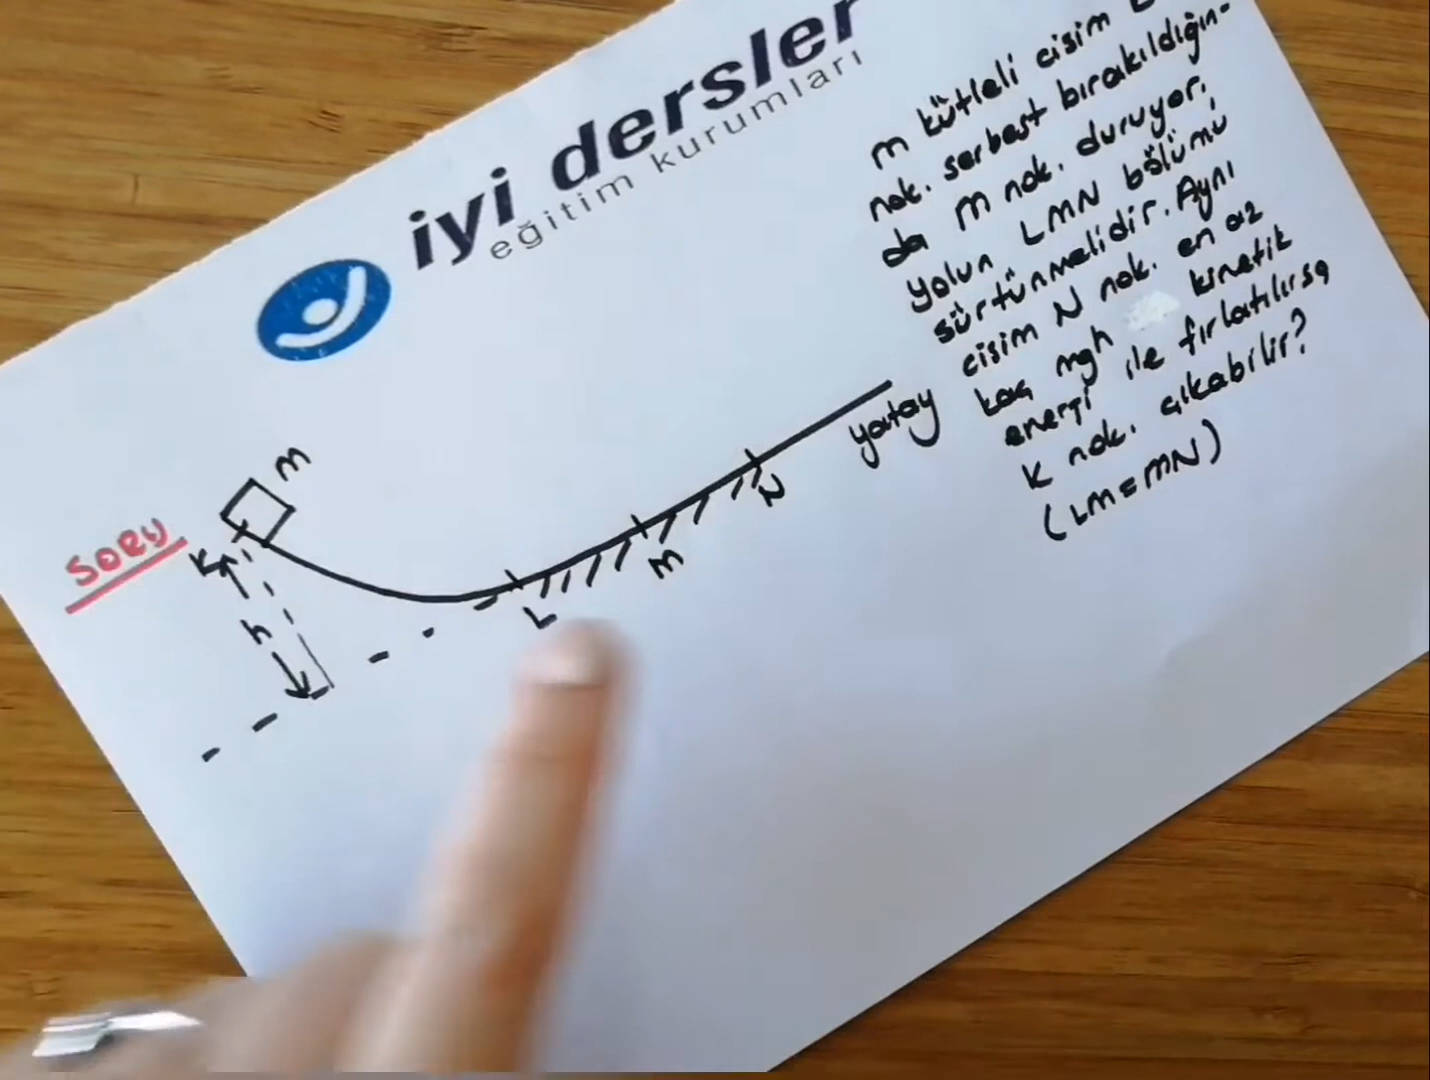 iyi dersler
eğitim kurumları
SORU
m
K
h
L
M
N
yatay
m kütleli cisim
nok. serbest bırakıldığın-
da M nok. duruyor.
yolun LMN bölümü
sürtünmelidir. Aynı
cisim N nok. en az
kaç mgh kinetik
enerji ile fırlatılırsa
K nok. çıkabilir?
(LM=MN)